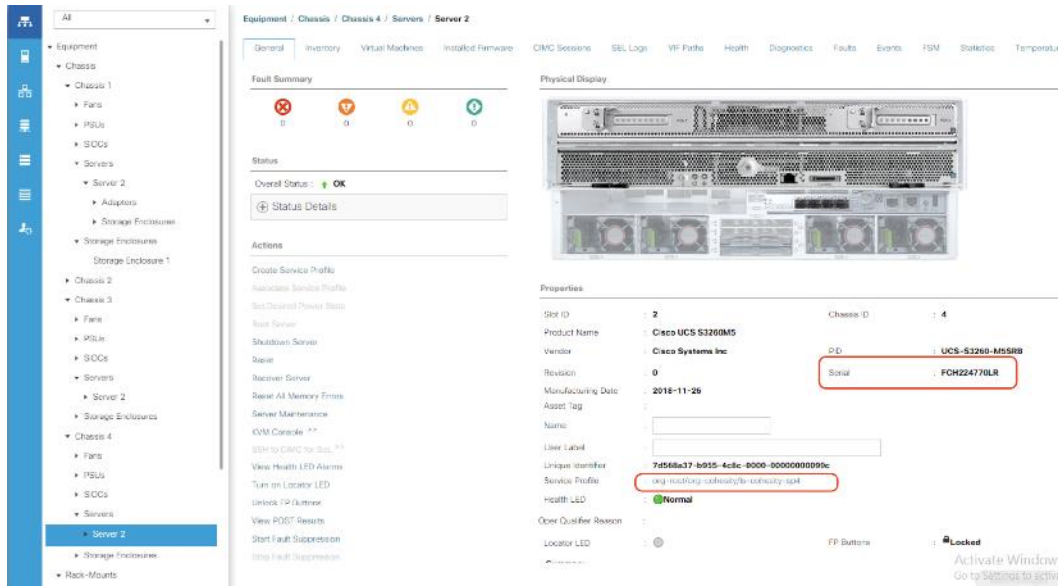 All
Equipment
Chassis
Chassis 1
Fans
PSUs
SIOCs
Servers
Server 2
Adapters
Storage Enclosures
Storage Enclosures
Storage Enclosure 1
Chassis 2
Chassis 3
Fans
PSUs
SIOCs
Servers
Server 2
Storage Enclosures
Chassis 4
Fans
PSUs
SIOCs
Servers
Server 2
Storage Enclosures
Rack-Mounts
Equipment / Chassis / Chassis 4 / Servers / Server 2
General Inventory Virtual Machines Installed Firmware CIMC Sessions SEL Logs VIF Paths Health Diagnostics Faults Events FSM Statistics Temperatur
Fault Summary
0 0 0 0
Status
Overall Status : OK
Status Details
Actions
Create Service Profile
Associate Service Profile
Set Desired Power State
Boot Server
Shutdown Server
Reset
Recover Server
Reset All Memory Errors
Server Maintenance
KVM Console >>
SSH to CIMC for SoL >>
View Health LED Alarms
Turn on Locator LED
Unlock FP Buttons
View POST Results
Start Fault Suppression
Stop Fault Suppression
Physical Display
Properties
Slot ID : 2 Chassis ID : 4
Product Name : Cisco UCS S3260M5
Vendor : Cisco Systems Inc PID : UCS-S3260-M5SRB
Revision : 0 Serial : FCH224770LR
Manufacturing Date : 2018-11-26
Asset Tag :
Name :
User Label :
Unique Identifier : 7d568a37-b955-4c8c-0000-00000000099c
Service Profile : org-root/org-cohesity/ls-cohesity-sp4
Health LED : Normal
Oper Qualifier Reason :
Locator LED : FP Buttons : Locked
Activate Window
Go to Settings to activ